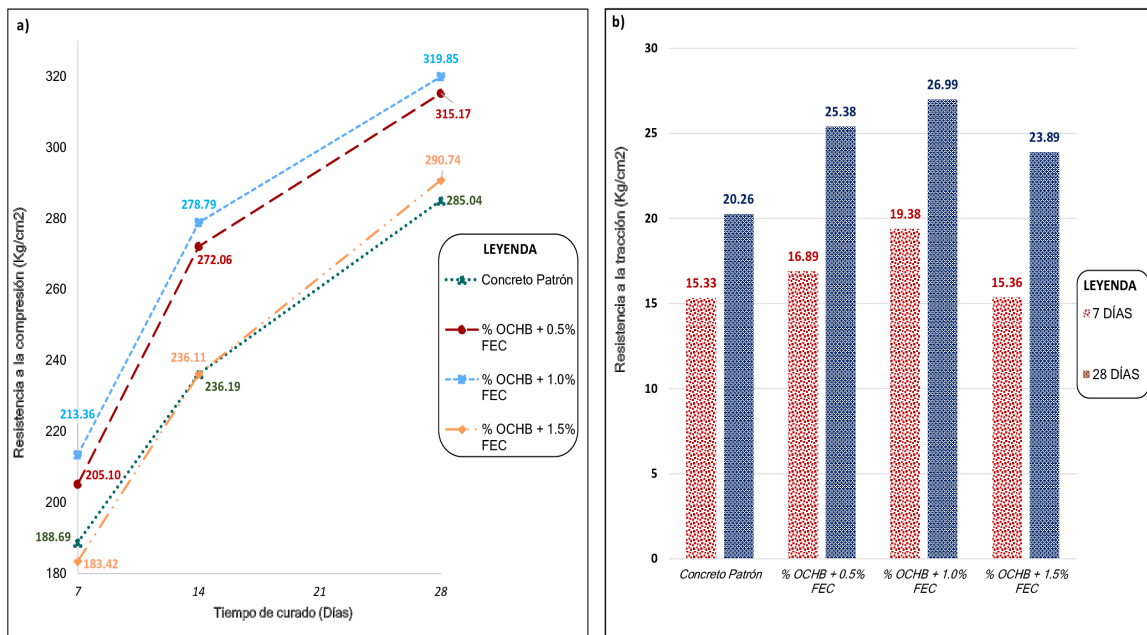 a)
Resistencia a la compresión (Kg/cm2)
320
300
280
260
240
220
200
180
7
14
21
28
Tiempo de curado (Días)
319.85
315.17
290.74
285.04
278.79
272.06
236.11
236.19
213.36
205.10
188.69
183.42
LEYENDA
Concreto Patrón
% OCHB + 0.5%
FEC
% OCHB + 1.0%
FEC
% OCHB + 1.5%
FEC
b)
Resistencia a la tracción (Kg/cm2)
30
25
20
15
10
5
0
15.33
20.26
16.89
25.38
19.38
26.99
15.36
23.89
Concreto Patrón
% OCHB + 0.5%
FEC
% OCHB + 1.0%
FEC
% OCHB + 1.5%
FEC
LEYENDA
7 DÍAS
28 DÍAS